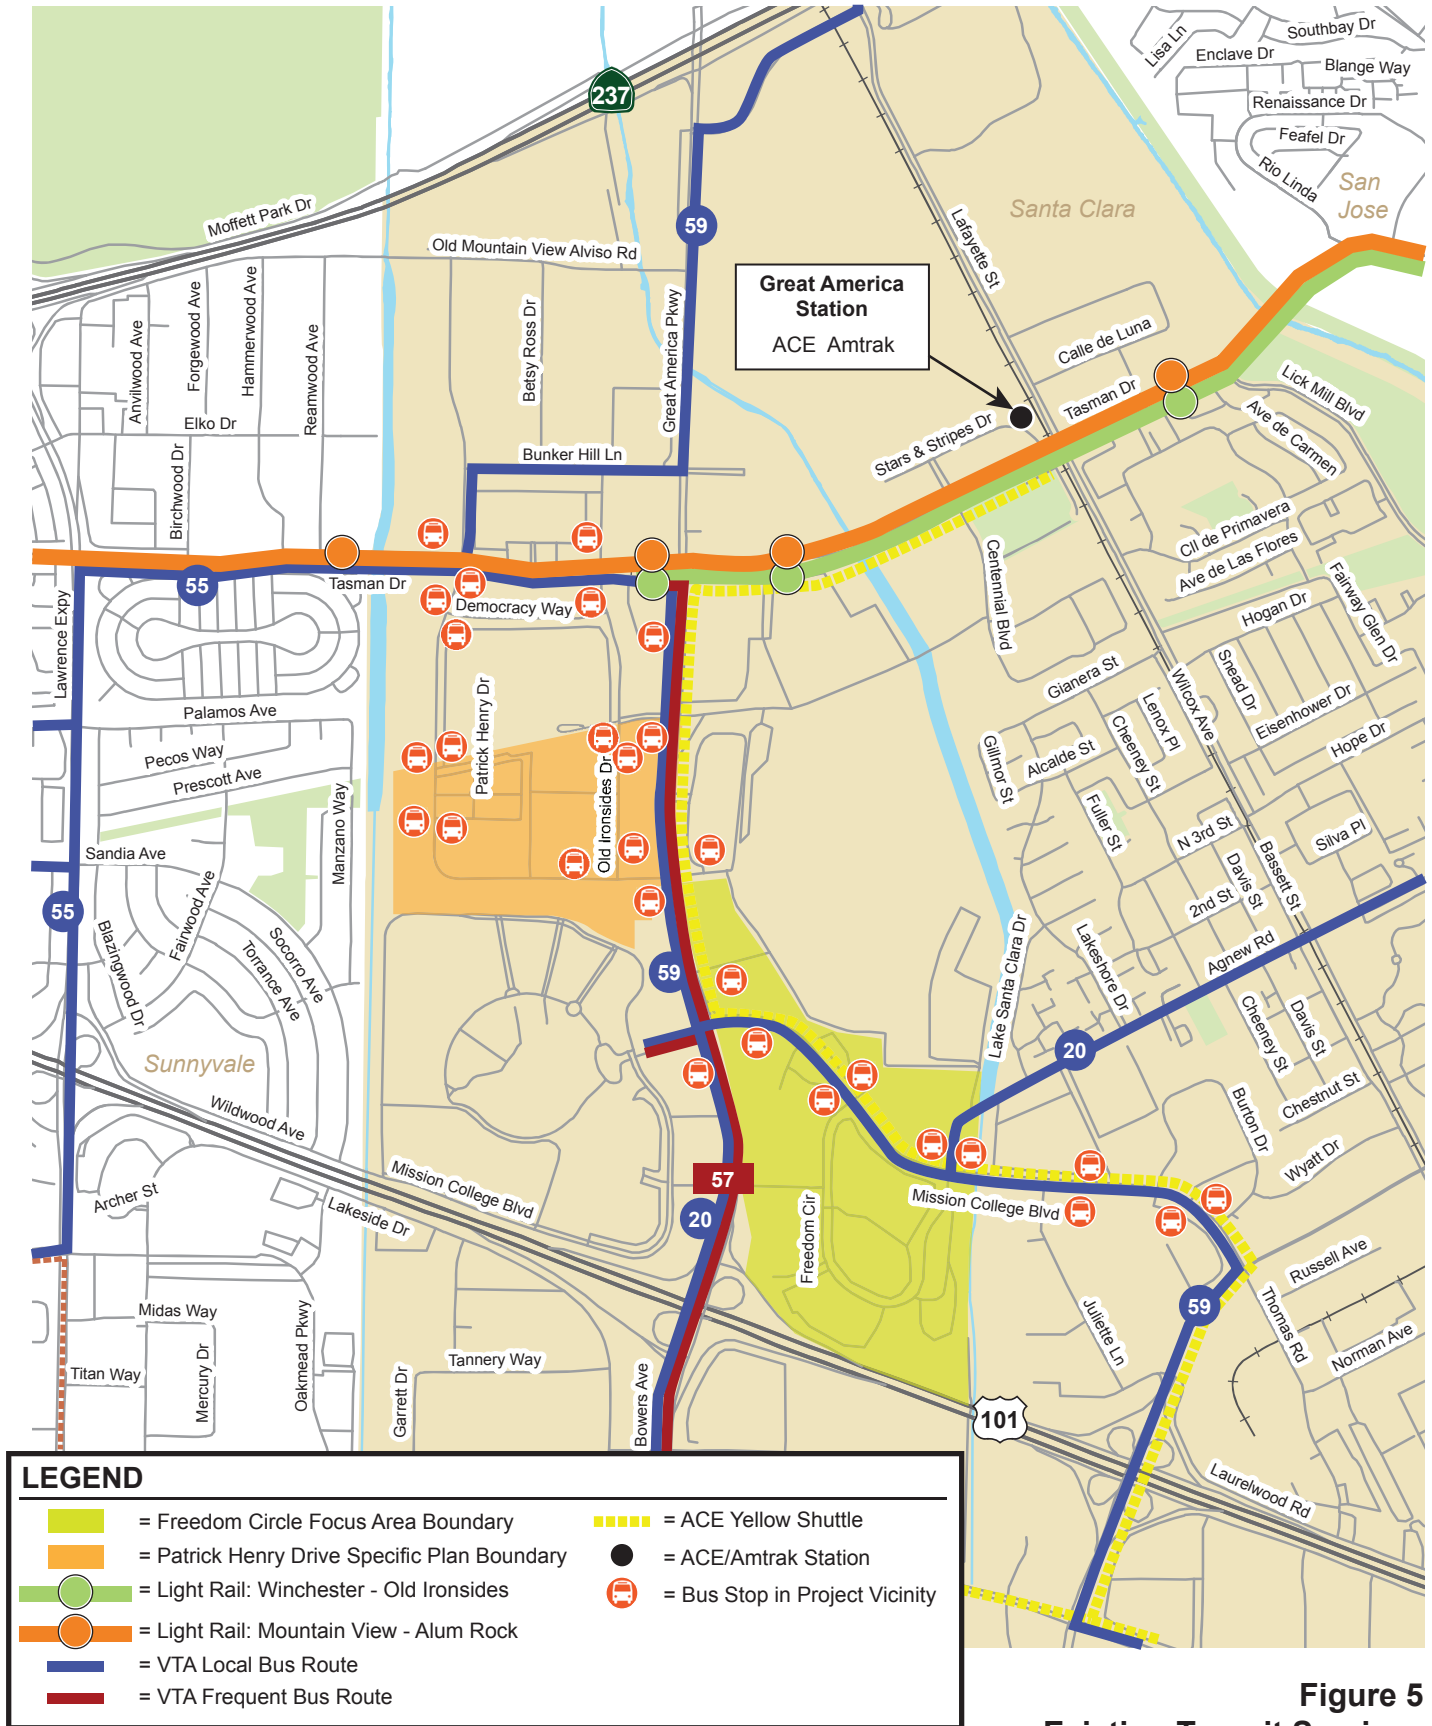 Lisa Ln
Southbay Dr
Enclave Dr
Blange Way
Renaissance Dr
Feafel Dr
Rio Linda
San
Jose
237
Moffett Park Dr
Old Mountain View Alviso Rd
59
Santa Clara
Lafayette St
Great America
Station
ACE Amtrak
Anvilwood Ave
Forgewood Ave
Hammerwood Ave
Reamwood Ave
Betsy Ross Dr
Great America Pkwy
Calle de Luna
Tasman Dr
Lick Mill Blvd
Ave de Carmen
Elko Dr
Birchwood Dr
Bunker Hill Ln
Stars & Stripes Dr
Cll de Primavera
Ave de Las Flores
Fairway Glen Dr
Hogan Dr
Centennial Blvd
55
Tasman Dr
Democracy Way
Lawrence Expy
Gianera St
Snead Dr
Wilcox Ave
Eisenhower Dr
Hope Dr
Lenox Pl
Cheeney St
Alcalde St
Gillmor St
Palamos Ave
Pecos Way
Prescott Ave
Manzano Way
Patrick Henry Dr
Old Ironsides Dr
Fuller St
N 3rd St
Silva Pl
Bassett St
Davis St
2nd St
Sandia Ave
Fairwood Ave
55
Blazingwood Dr
Torrance Ave
Socorro Ave
59
Lake Santa Clara Dr
Lakeshore Dr
Agnew Rd
Cheeney St
Davis St
20
Chestnut St
Burton Dr
Wyatt Dr
Sunnyvale
Wildwood Ave
Mission College Blvd
Lakeside Dr
Archer St
57
20
Freedom Cir
Mission College Blvd
Russell Ave
59
Thomas Rd
Norman Ave
Juliette Ln
Midas Way
Titan Way
Mercury Dr
Oakmead Pkwy
Garrett Dr
Tannery Way
Bowers Ave
101
Laurelwood Rd
LEGEND
= Freedom Circle Focus Area Boundary
= Patrick Henry Drive Specific Plan Boundary
= Light Rail: Winchester - Old Ironsides
= Light Rail: Mountain View - Alum Rock
= VTA Local Bus Route
= VTA Frequent Bus Route
= ACE Yellow Shuttle
= ACE/Amtrak Station
= Bus Stop in Project Vicinity
Figure 5